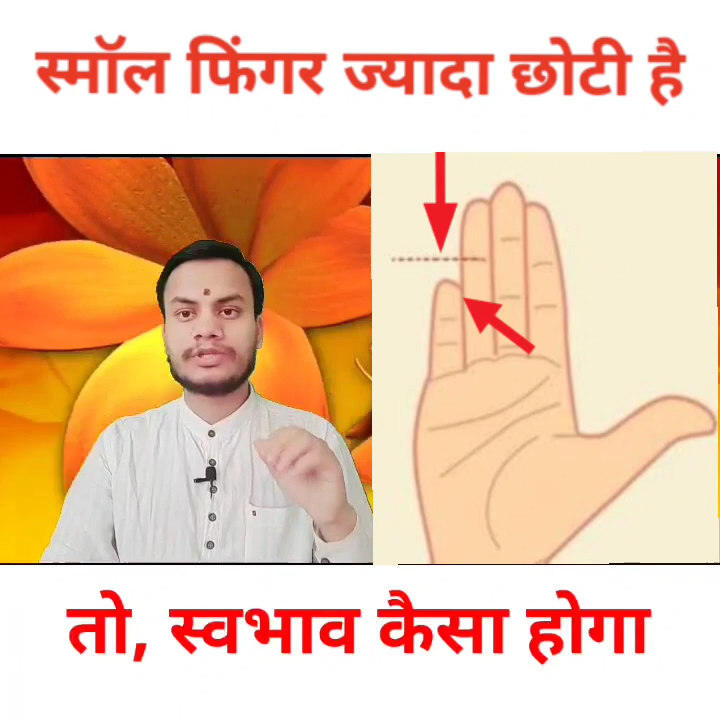 स्मॉल फिंगर ज्यादा छोटी है
तो, स्वभाव कैसा होगा